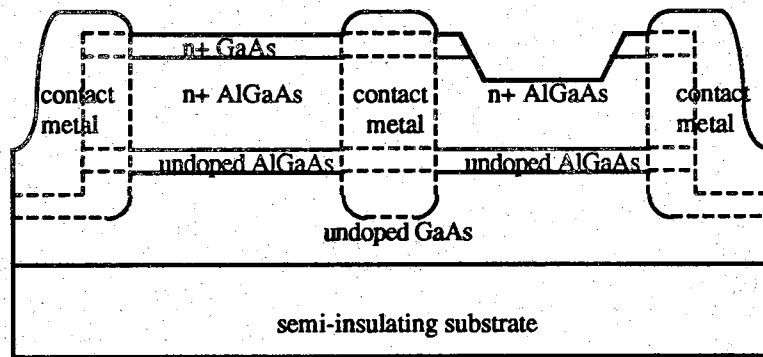 n+ GaAs
contact
metal
n+ AlGaAs
contact
metal
n+ AlGaAs
contact
metal
undoped AlGaAs
undoped AlGaAs
undoped GaAs
semi-insulating substrate